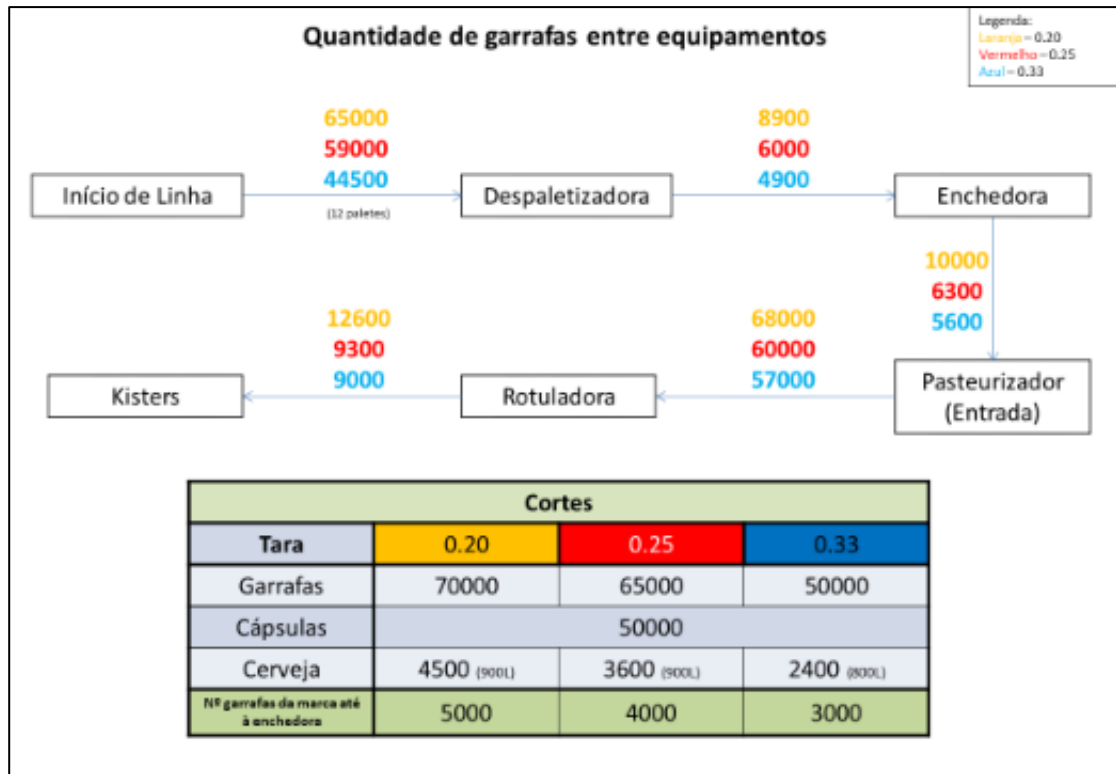 Quantidade de garrafas entre equipamentos
Legenda:
Laranja – 0.20
Vermelho – 0.25
Azul – 0.33
65000
59000
44500
(12 paletes)
8900
6000
4900
Início de Linha
Despaletizadora
Enchedora
10000
6300
5600
12600
9300
9000
68000
60000
57000
Kisters
Rotuladora
Pasteurizador
(Entrada)
Cortes
Tara 0.20 0.25 0.33
Garrafas 70000 65000 50000
Cápsulas 50000
Cerveja 4500 (900L) 3600 (900L) 2400 (800L)
Nº garrafas da marca até
à enchedora 5000 4000 3000